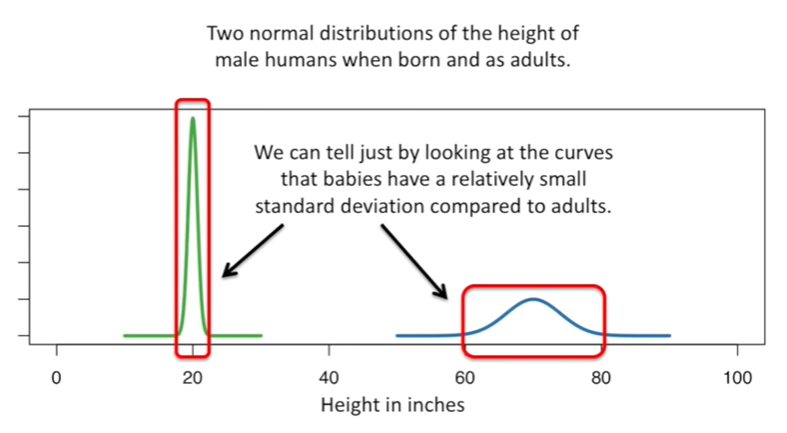 Two normal distributions of the height of
male humans when born and as adults.
We can tell just by looking at the curves
that babies have a relatively small
standard deviation compared to adults.
0 20 40 60 80 100
Height in inches